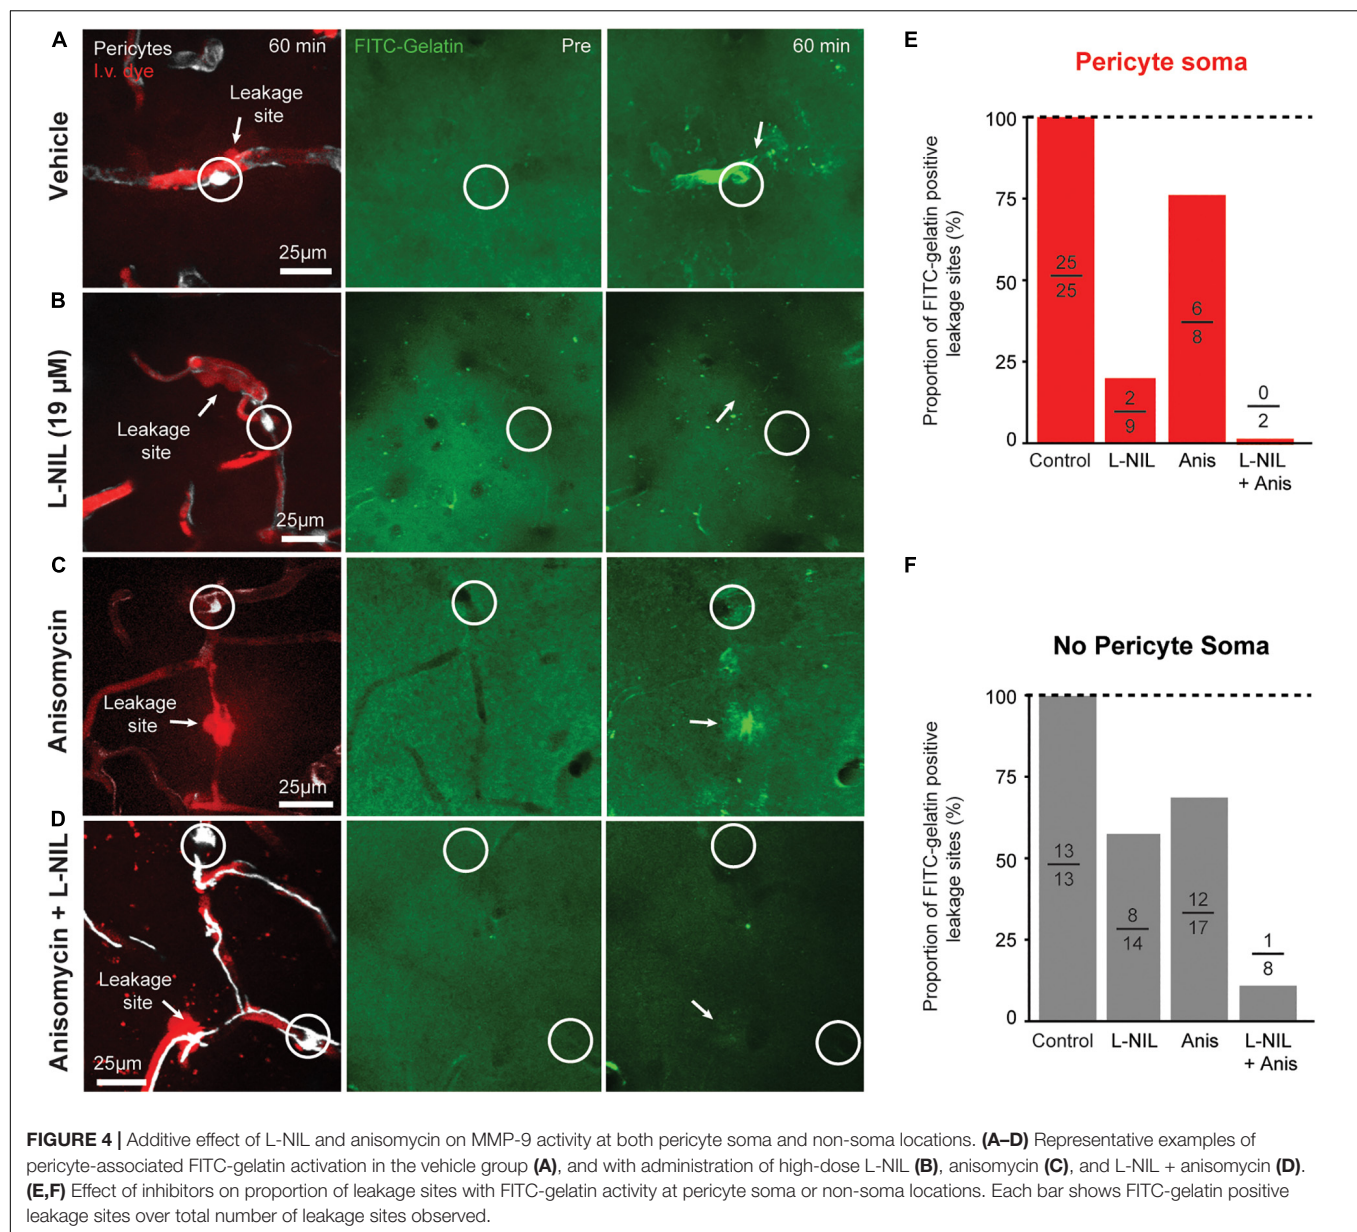 A
Pericytes
I.v. dye
60 min
Leakage
site
25µm
FITC-Gelatin
Pre
60 min
Vehicle
B
Leakage
site
25µm
L-NIL (19 µM)
C
Leakage
site
25µm
Anisomycin
D
Leakage
site
25µm
Anisomycin + L-NIL
E
Pericyte soma
Proportion of FITC-gelatin positive
leakage sites (%)
100
75
50
25
0
25
25
2
9
6
8
0
2
Control
L-NIL
Anis
L-NIL
+ Anis
F
No Pericyte Soma
Proportion of FITC-gelatin positive
leakage sites (%)
100
75
50
25
0
13
13
8
14
12
17
1
8
Control
L-NIL
Anis
L-NIL
+ Anis
FIGURE 4 | Additive effect of L-NIL and anisomycin on MMP-9 activity at both pericyte soma and non-soma locations. (A–D) Representative examples of
pericyte-associated FITC-gelatin activation in the vehicle group (A), and with administration of high-dose L-NIL (B), anisomycin (C), and L-NIL + anisomycin (D).
(E,F) Effect of inhibitors on proportion of leakage sites with FITC-gelatin activity at pericyte soma or non-soma locations. Each bar shows FITC-gelatin positive
leakage sites over total number of leakage sites observed.